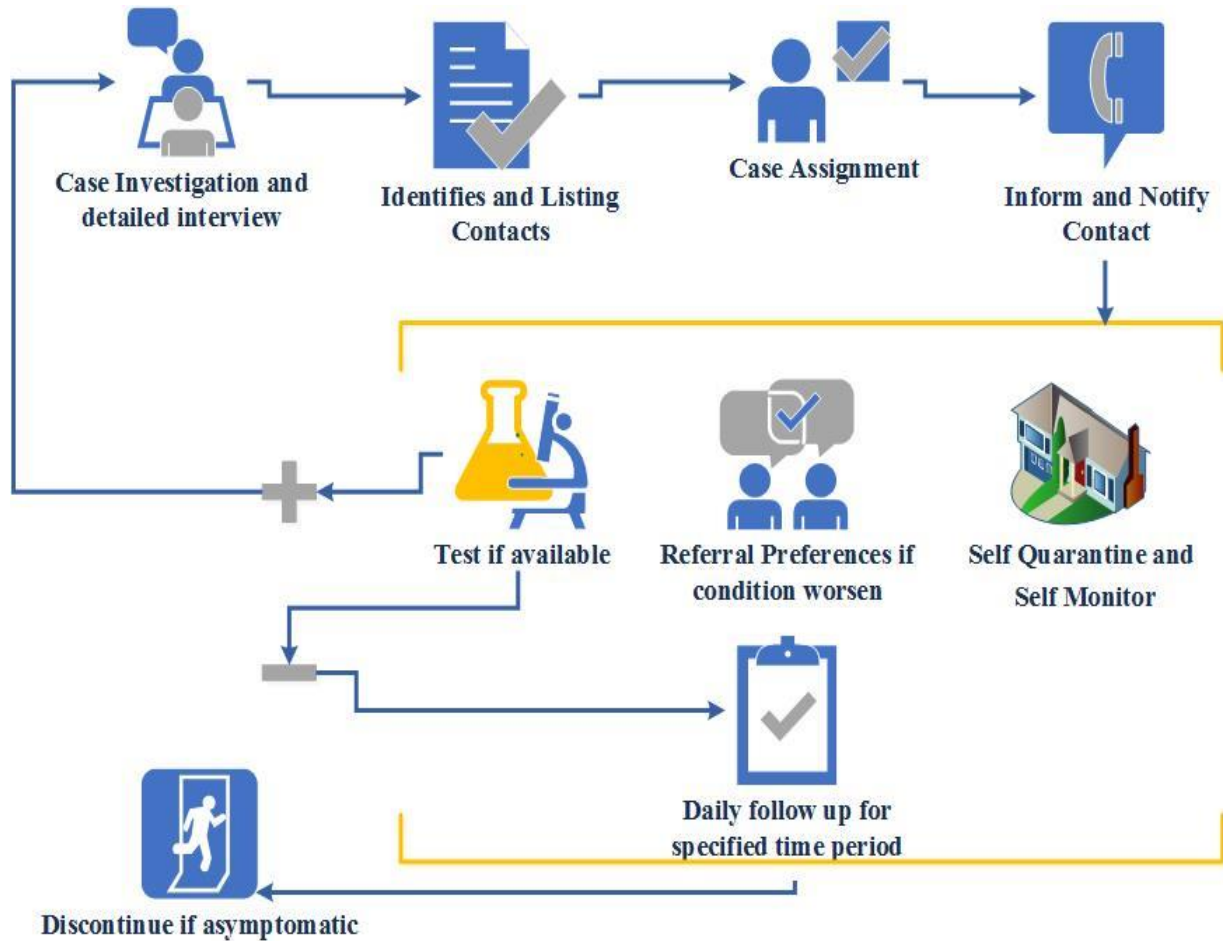 Case Investigation and
detailed interview
Identifies and Listing
Contacts
Case Assignment
Inform and Notify
Contact
Test if available
Referral Preferences if
condition worsen
Self Quarantine and
Self Monitor
Daily follow up for
specified time period
Discontinue if asymptomatic